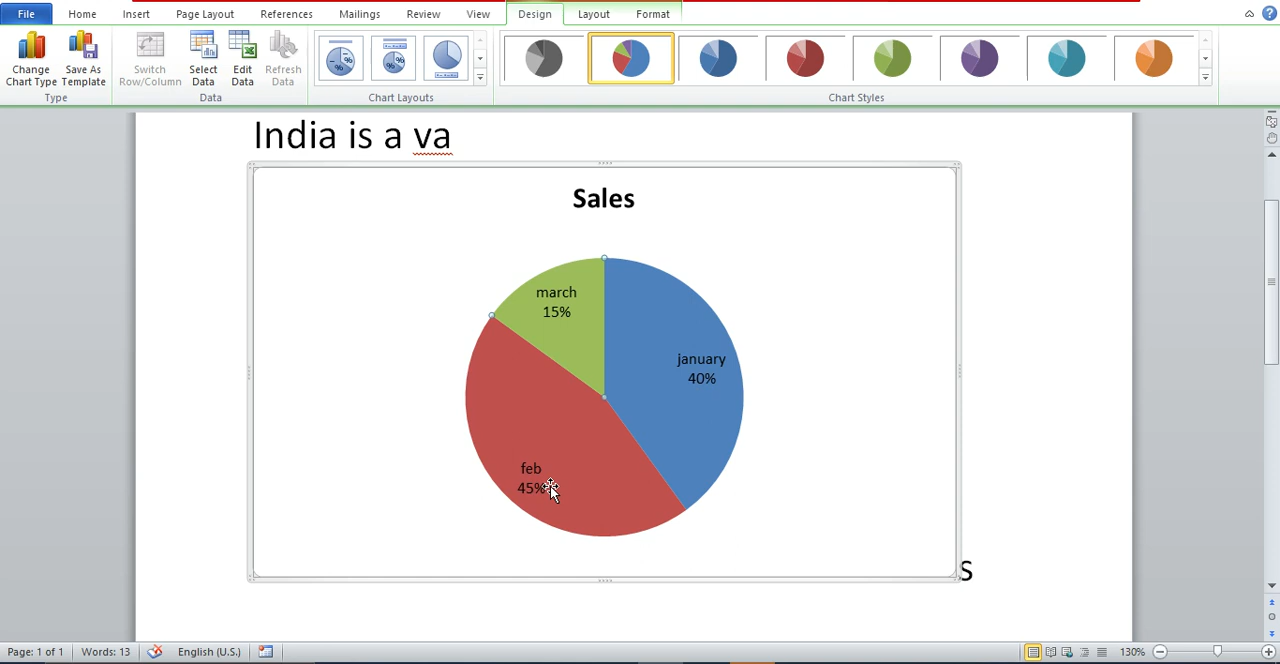 File Home Insert Page Layout References Mailings Review View Design Layout Format
Change Chart Type
Save As Template
Switch Row/Column
Select Data
Edit Data
Refresh Data
Type Data Chart Layouts Chart Styles
India is a va
Sales
march
15%
january
40%
feb
45%
s
Page: 1 of 1 Words: 13 English (U.S.) 130%